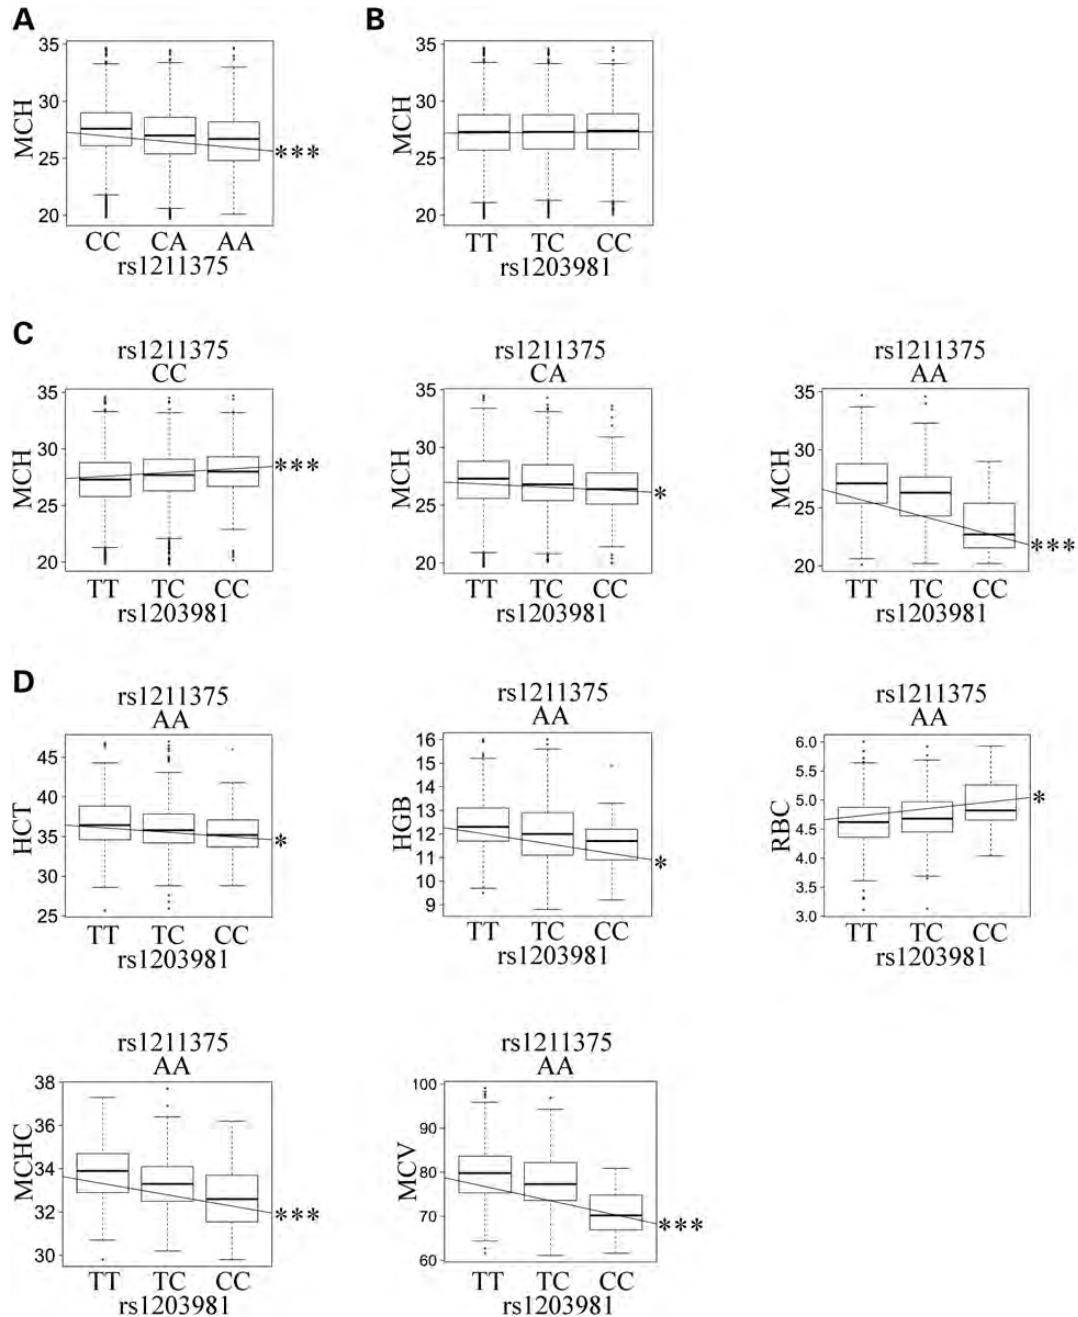 A
B
35
30
25
20
MCH
***
CC CA AA
rs1211375
35
30
25
20
MCH
TT TC CC
rs1203981
C
rs1211375
CC
35
30
25
20
MCH
***
TT TC CC
rs1203981
rs1211375
CA
35
30
25
20
MCH
*
TT TC CC
rs1203981
rs1211375
AA
35
30
25
20
MCH
***
TT TC CC
rs1203981
D
rs1211375
AA
45
40
35
30
25
HCT
*
TT TC CC
rs1203981
rs1211375
AA
16
15
14
13
12
11
10
9
HGB
*
TT TC CC
rs1203981
rs1211375
AA
6.0
5.5
5.0
4.5
4.0
3.5
3.0
RBC
*
TT TC CC
rs1203981
rs1211375
AA
38
36
34
32
30
MCHC
***
TT TC CC
rs1203981
rs1211375
AA
100
90
80
70
60
MCV
***
TT TC CC
rs1203981